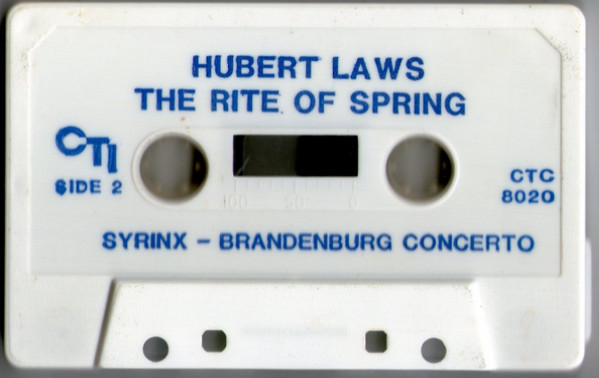 HUBERT LAWS
THE RITE OF SPRING
CTI
SIDE 2
CTC
8020
100 50 0
SYRINX – BRANDENBURG CONCERTO